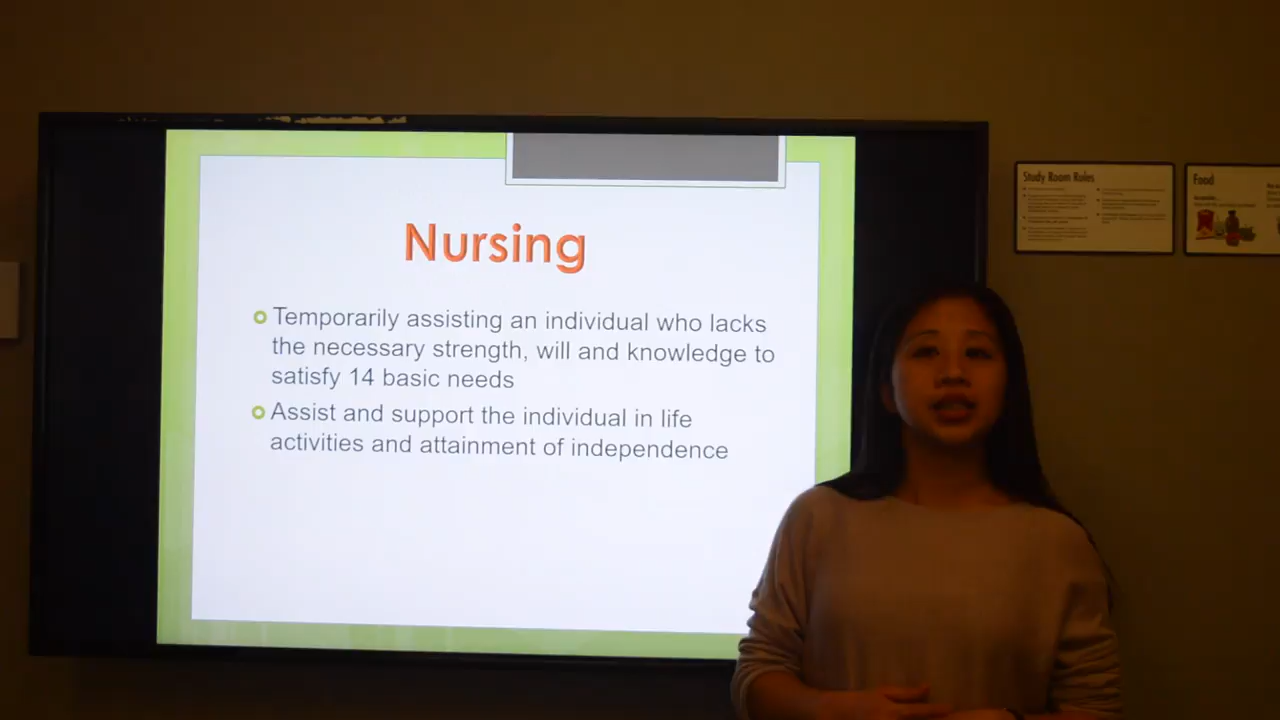 Nursing
Temporarily assisting an individual who lacks
the necessary strength, will and knowledge to
satisfy 14 basic needs
Assist and support the individual in life
activities and attainment of independence
Study Room Rules
Food